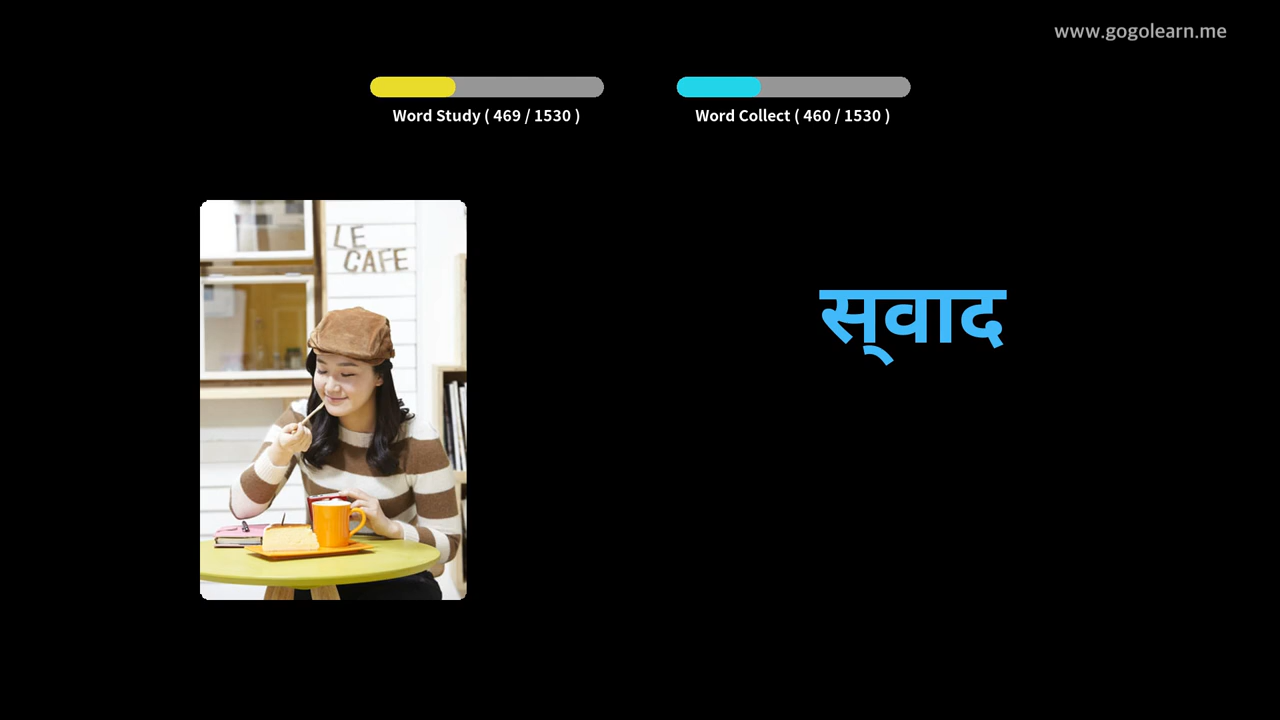 www.gogolearn.me
Word Study ( 469 / 1530 )
Word Collect ( 460 / 1530 )
LE
CAFE
स्‌वाद